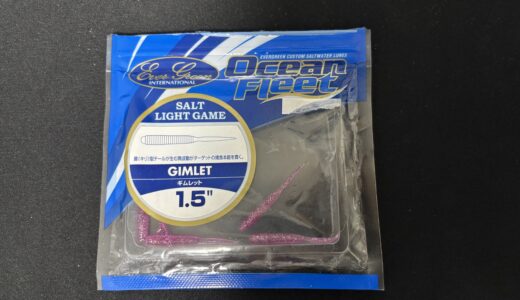 EVERGREEN CUSTOM SALTWATER LURES
Ever Green
INTERNATIONAL
Ocean
Fleet
SALT
LIGHT GAME
GIMLET
ギムレット
1.5"